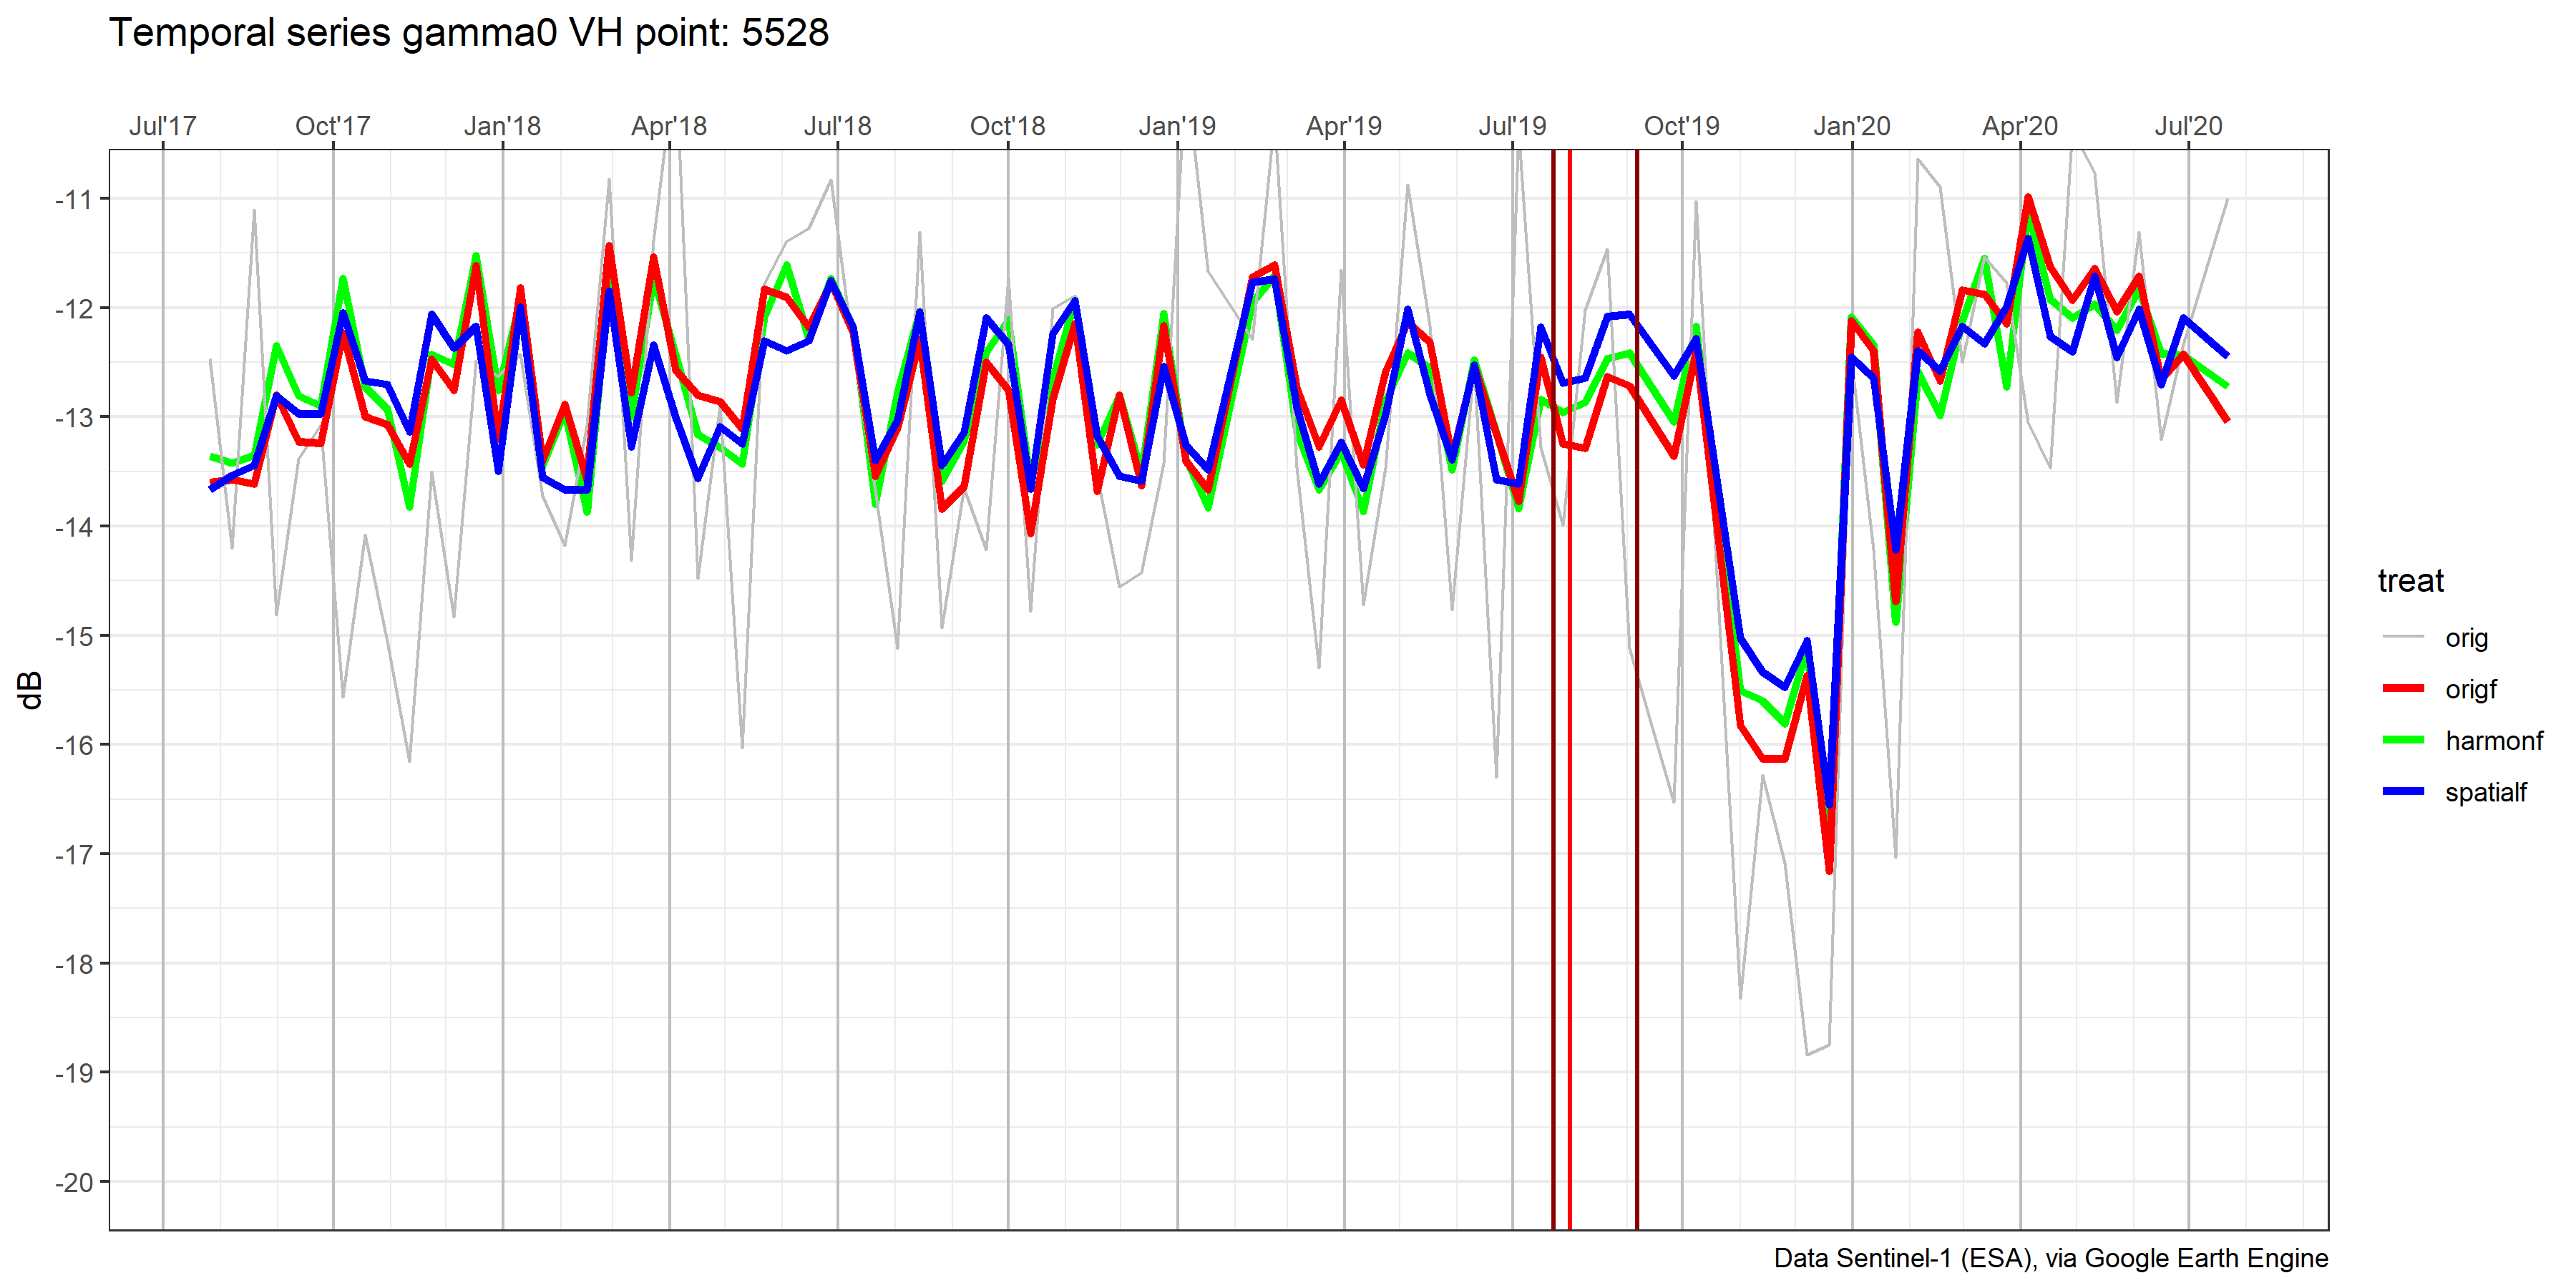 Temporal series gamma0 VH point: 5528
Jul'17 Oct'17 Jan'18 Apr'18 Jul'18 Oct'18 Jan'19 Apr'19 Jul'19 Oct'19 Jan'20 Apr'20 Jul'20
-11
-12
-13
-14
-15
-16
-17
-18
-19
-20
dB
treat
orig
origf
harmonf
spatialf
Data Sentinel-1 (ESA), via Google Earth Engine